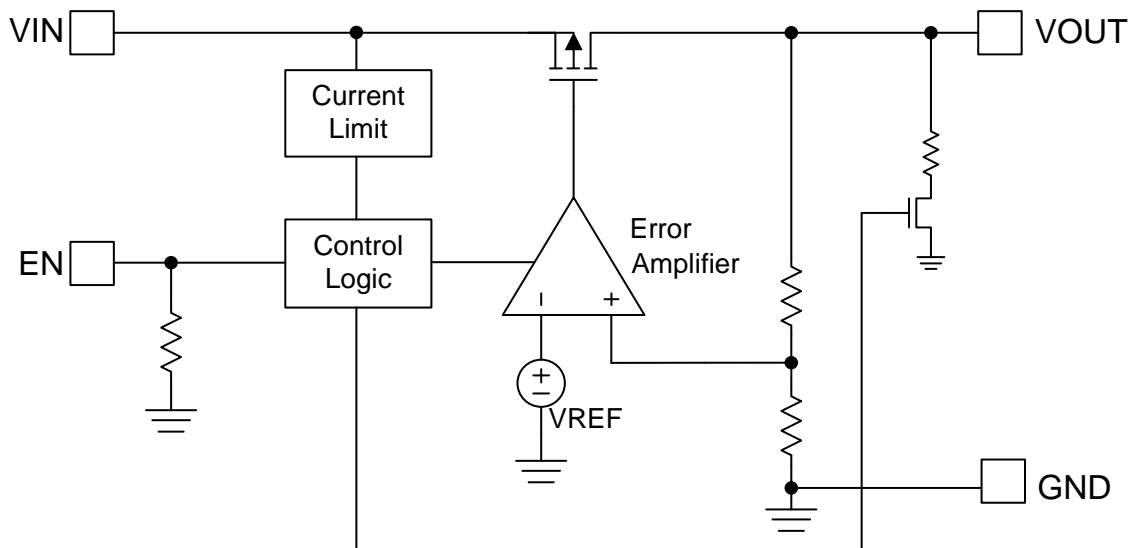 VIN
VOUT
Current
Limit
EN
Control
Logic
Error
Amplifier
−
+
+
−
VREF
GND